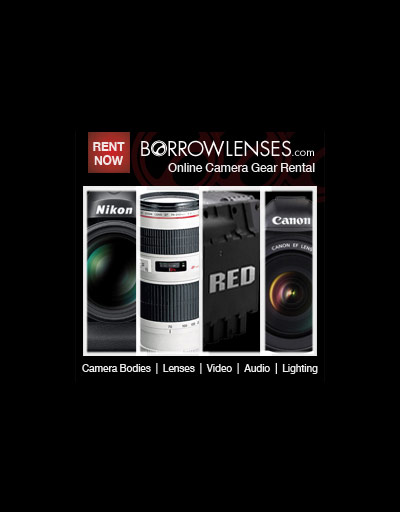 RENT
NOW
BORROWLENSES.com
Online Camera Gear Rental
Nikon
RED
Canon
CANON EF LENS
Camera Bodies | Lenses | Video | Audio | Lighting